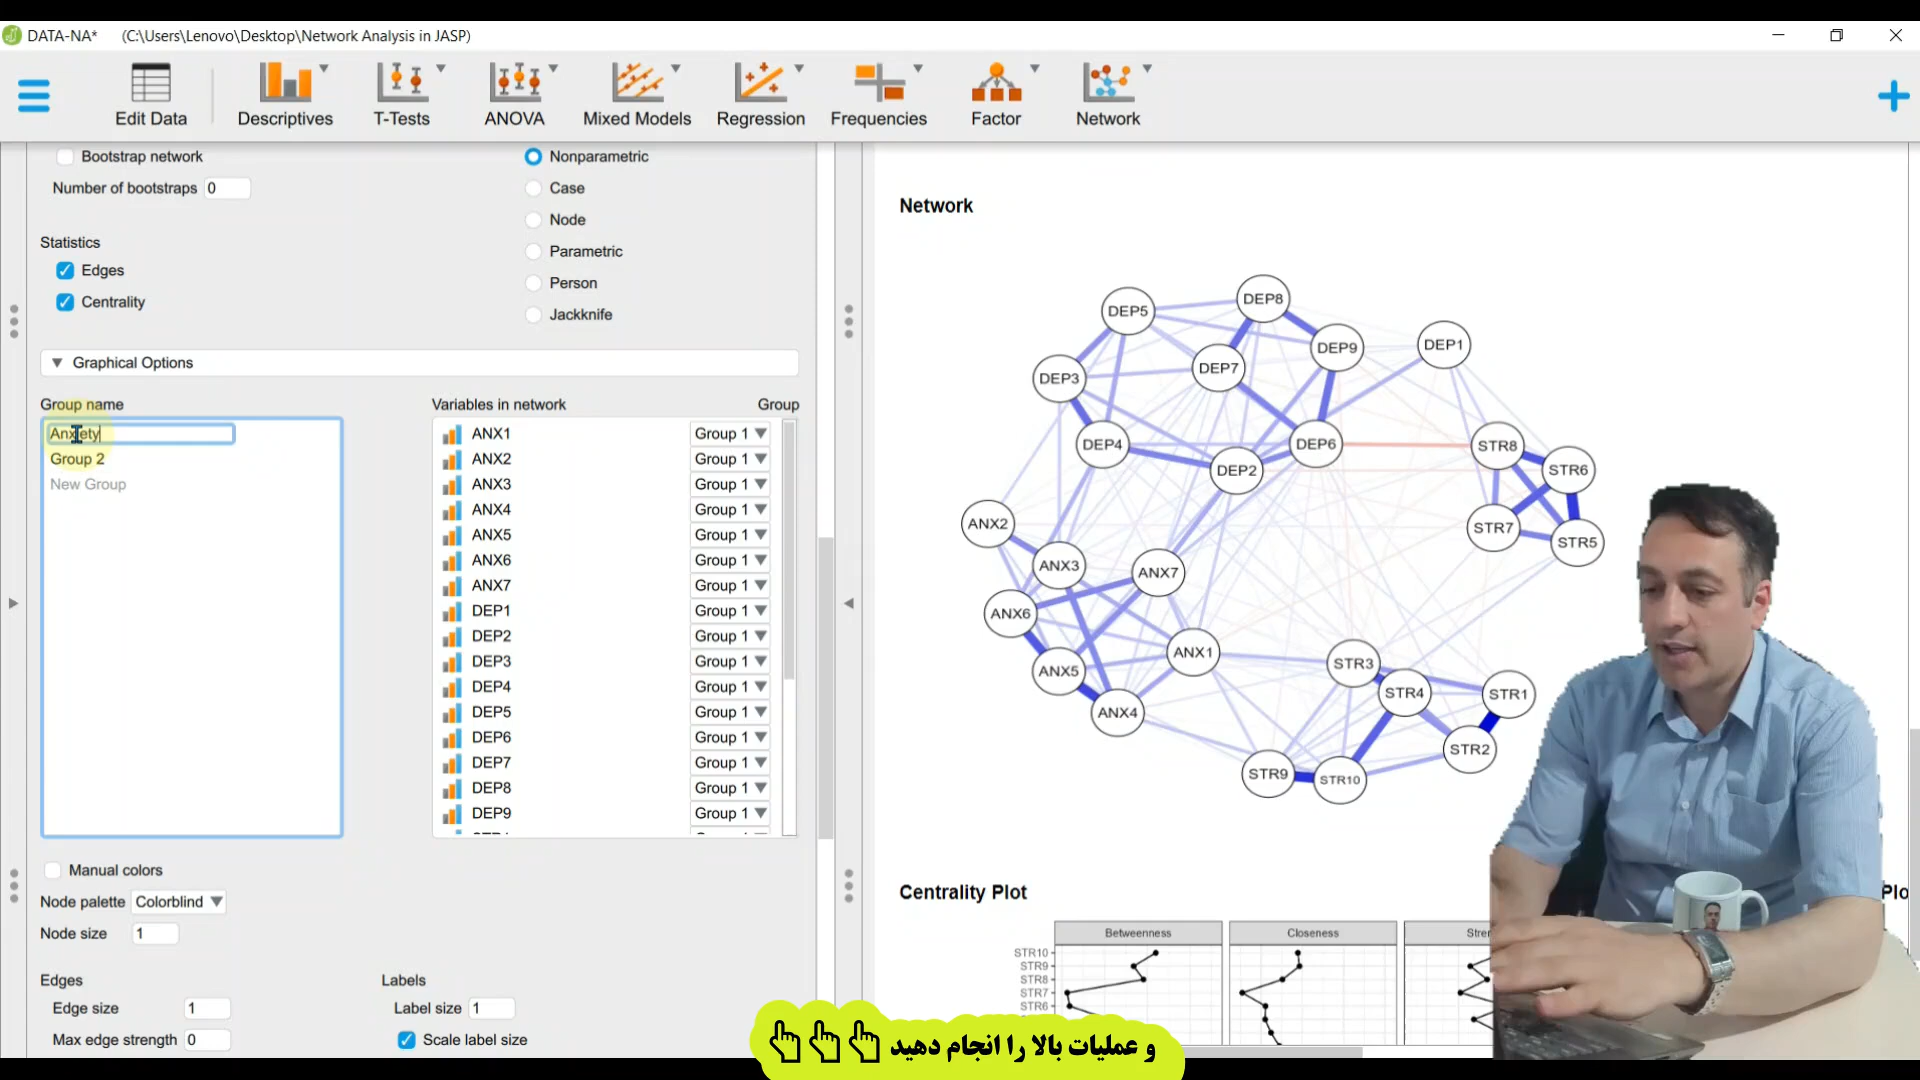 DATA-NA* (C:\Users\Lenovo\Desktop\Network Analysis in JASP)
Edit Data
Descriptives
T-Tests
ANOVA
Mixed Models
Regression
Frequencies
Factor
Network
Bootstrap network
Number of bootstraps 0
Nonparametric
Case
Node
Parametric
Person
Jackknife
Statistics
Edges
Centrality
Graphical Options
Group name
Anxiety
Group 2
New Group
Variables in network Group
ANX1 Group 1
ANX2 Group 1
ANX3 Group 1
ANX4 Group 1
ANX5 Group 1
ANX6 Group 1
ANX7 Group 1
DEP1 Group 1
DEP2 Group 1
DEP3 Group 1
DEP4 Group 1
DEP5 Group 1
DEP6 Group 1
DEP7 Group 1
DEP8 Group 1
DEP9 Group 1
Manual colors
Node palette Colorblind
Node size 1
Edges
Edge size 1
Max edge strength 0
Labels
Label size 1
Scale label size
Network
DEP8
DEP5
DEP1
DEP9
DEP7
DEP3
DEP4
DEP6
STR8
DEP2
STR6
ANX2
STR7
STR5
ANX3
ANX7
ANX6
ANX1
STR3
ANX5
STR4
STR1
ANX4
STR2
STR9
STR10
Centrality Plot
Betweenness
Closeness
STR10
STR9
STR8
STR7
STR6
و عملیات بالا را انجام دهید